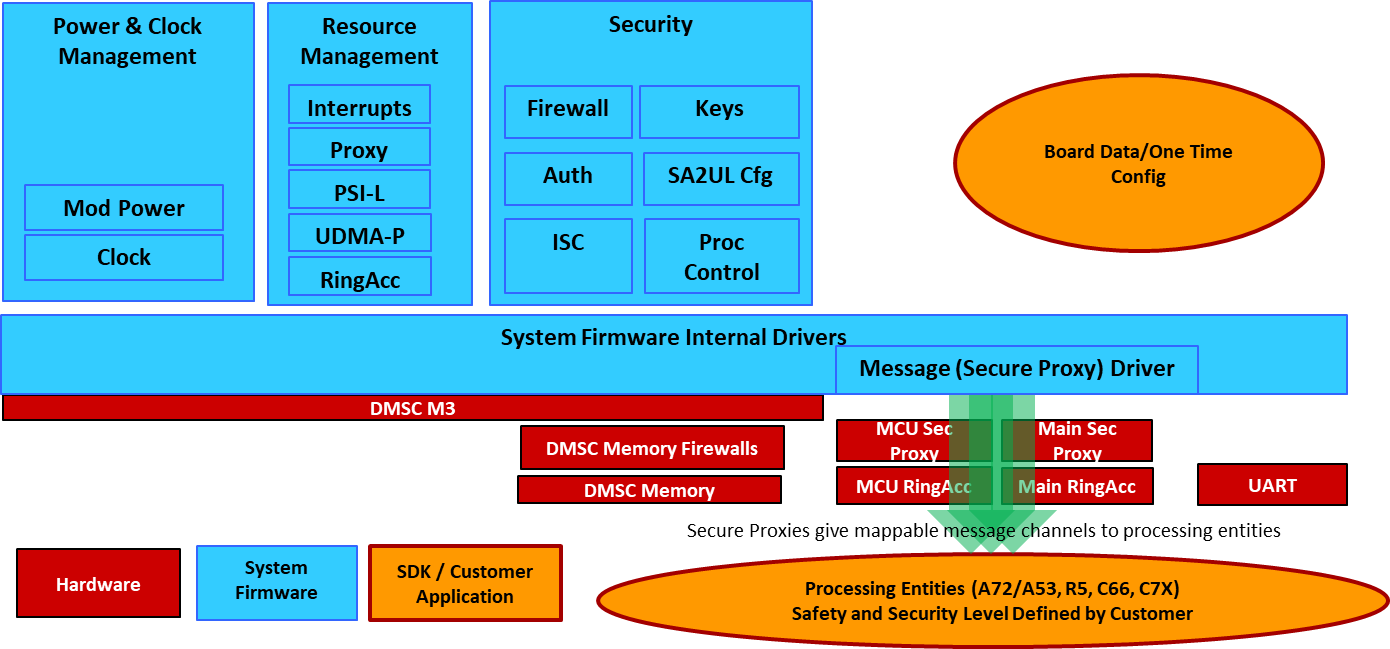 Power & Clock
Management
Mod Power
Clock
Resource
Management
Interrupts
Proxy
PSI-L
UDMA-P
RingAcc
Security
Firewall
Keys
Auth
SA2UL Cfg
ISC
Proc
Control
Board Data/One Time
Config
System Firmware Internal Drivers
Message (Secure Proxy) Driver
DMSC M3
DMSC Memory Firewalls
DMSC Memory
MCU Sec
Proxy
Main Sec
Proxy
MCU RingAcc
Main RingAcc
UART
Secure Proxies give mappable message channels to processing entities
Hardware
System
Firmware
SDK / Customer
Application
Processing Entities (A72/A53, R5, C66, C7X)
Safety and Security Level Defined by Customer